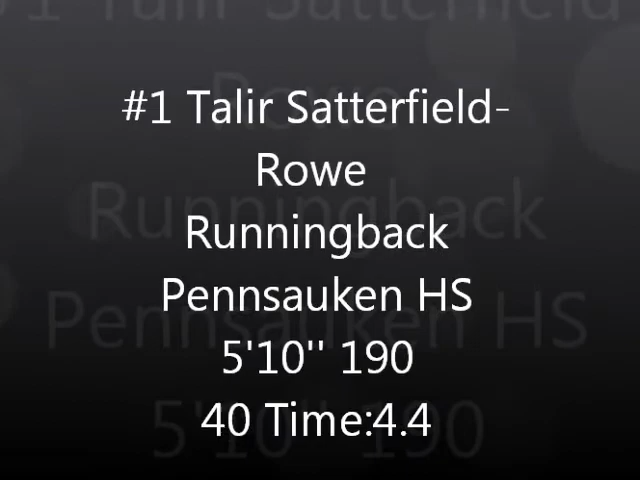 #1 Talir Satterfield-
Rowe
Runningback
Pennsauken HS
5'10'' 190
40 Time:4.4